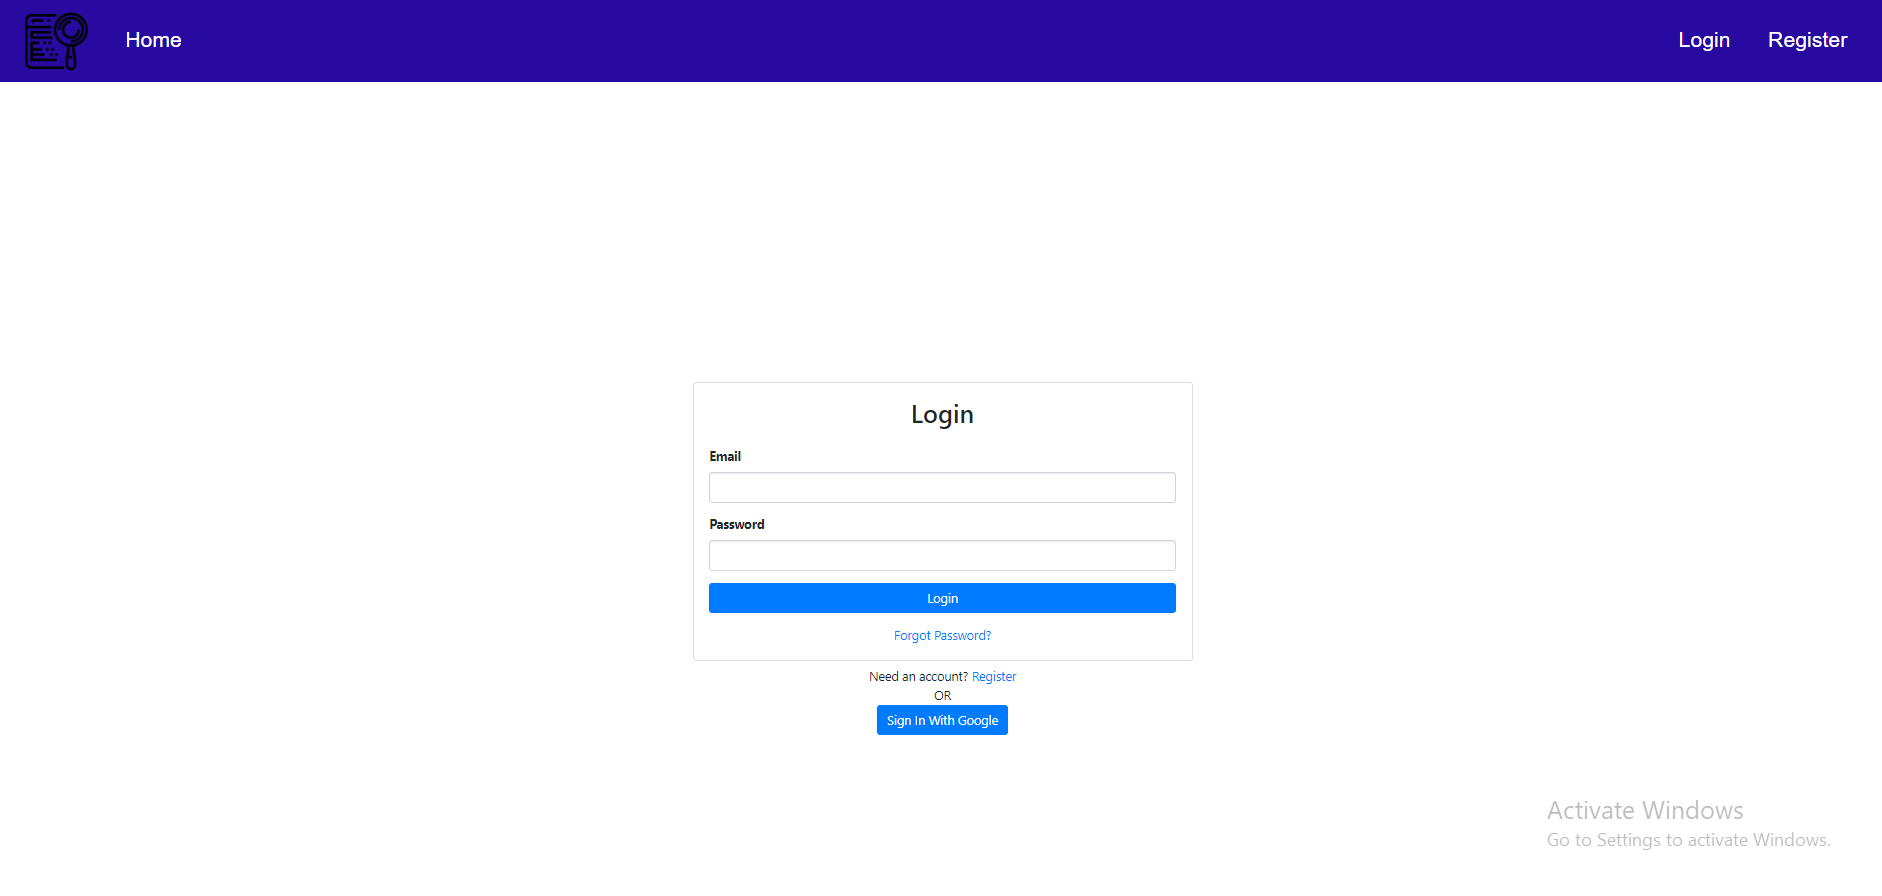 Home
Login
Register
Login
Email
Password
Login
Forgot Password?
Need an account? Register
OR
Sign In With Google
Activate Windows
Go to Settings to activate Windows.